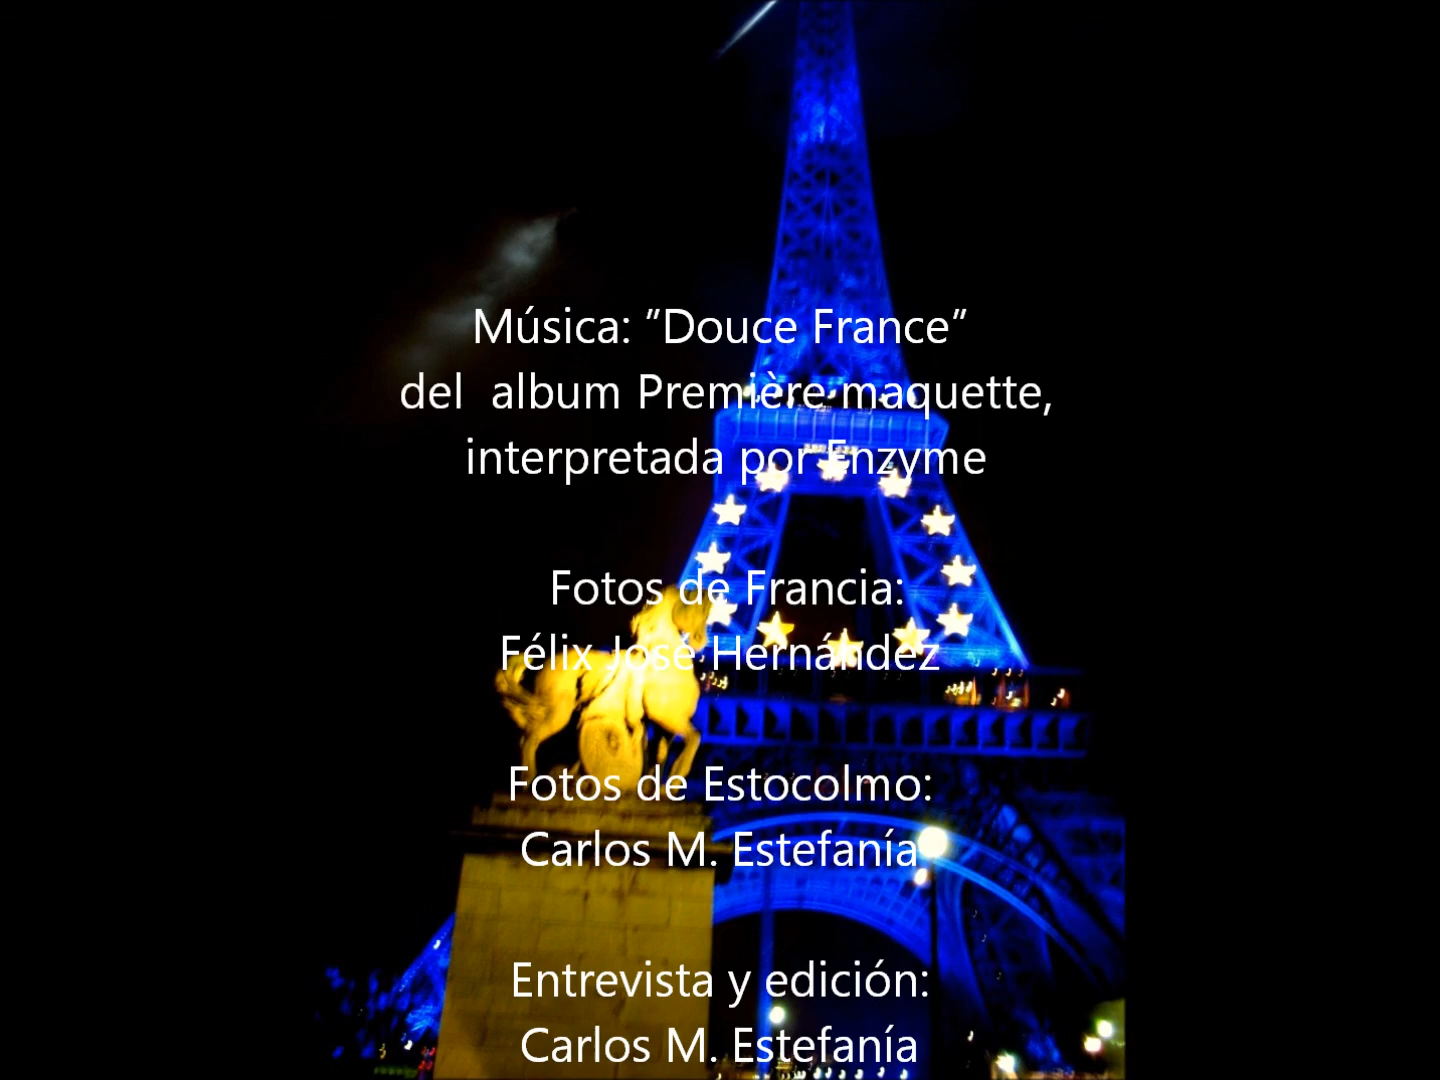 Música: ”Douce France”
del  album Première maquette,
interpretada por Enzyme
Fotos de Francia:
Félix José Hernández
Fotos de Estocolmo:
Carlos M. Estefanía
Entrevista y edición:
Carlos M. Estefanía